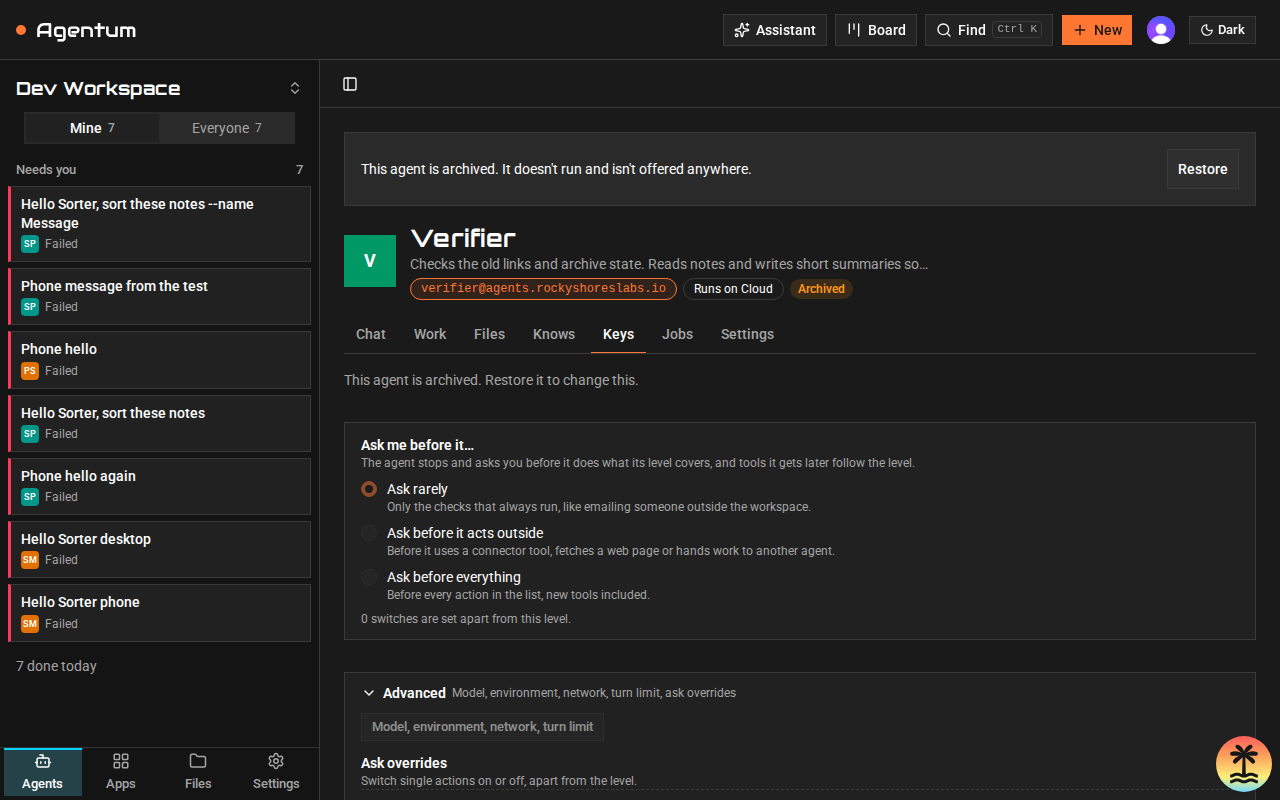 Agentum
Assistant
Board
Find Ctrl K
New
Dark
Dev Workspace
Mine 7
Everyone 7
Needs you 7
Hello Sorter, sort these notes --name
Message
SP Failed
Phone message from the test
SP Failed
Phone hello
PS Failed
Hello Sorter, sort these notes
SP Failed
Phone hello again
SP Failed
Hello Sorter desktop
SM Failed
Hello Sorter phone
SM Failed
7 done today
Agents
Apps
Files
Settings
This agent is archived. It doesn't run and isn't offered anywhere.
Restore
V
Verifier
Checks the old links and archive state. Reads notes and writes short summaries so…
verifier@agents.rockyshoreslabs.io
Runs on Cloud
Archived
Chat
Work
Files
Knows
Keys
Jobs
Settings
This agent is archived. Restore it to change this.
Ask me before it…
The agent stops and asks you before it does what its level covers, and tools it gets later follow the level.
Ask rarely
Only the checks that always run, like emailing someone outside the workspace.
Ask before it acts outside
Before it uses a connector tool, fetches a web page or hands work to another agent.
Ask before everything
Before every action in the list, new tools included.
0 switches are set apart from this level.
Advanced Model, environment, network, turn limit, ask overrides
Model, environment, network, turn limit
Ask overrides
Switch single actions on or off, apart from the level.